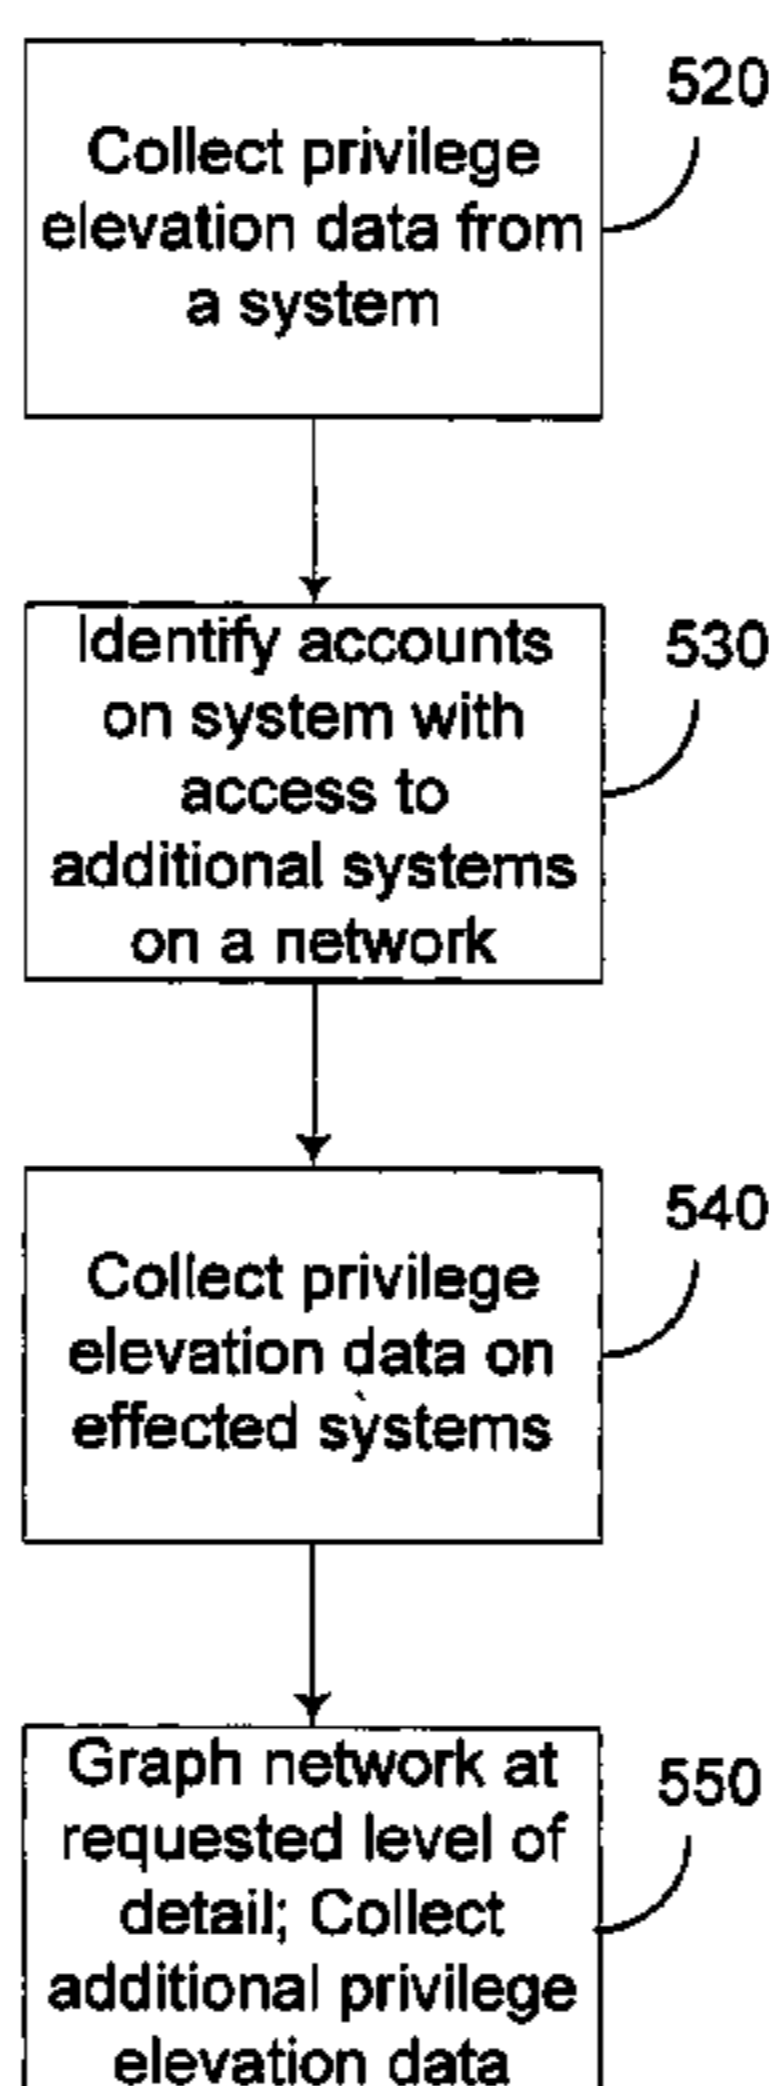 Collect privilege
elevation data from
a system
520
Identify accounts
on system with
access to
additional systems
on a network
530
Collect privilege
elevation data on
effected systems
540
Graph network at
requested level of
detail; Collect
additional privilege
elevation data
550